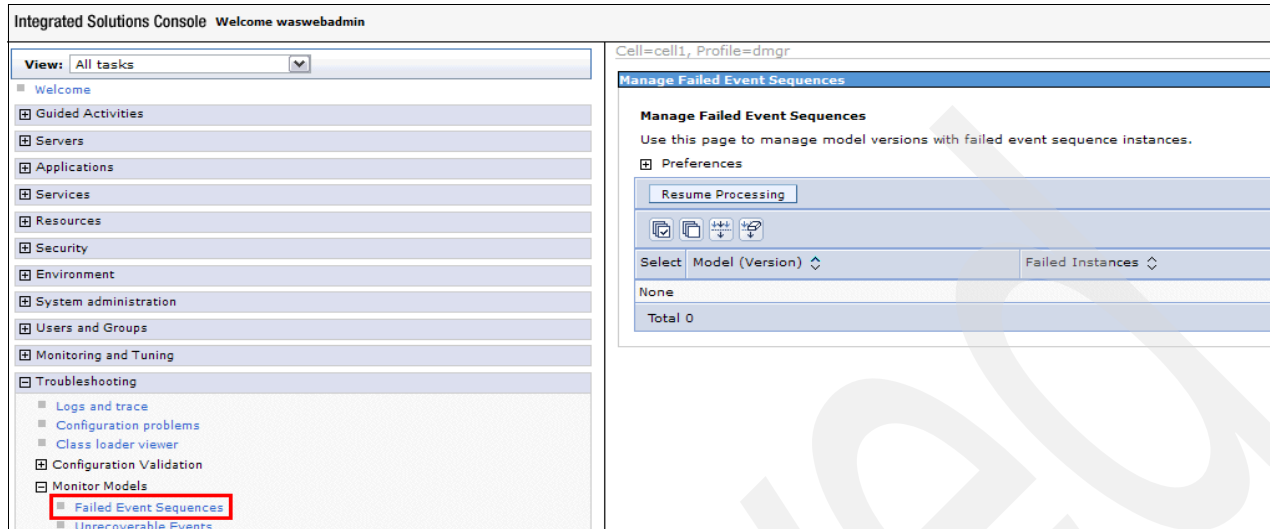 Integrated Solutions Console Welcome waswebadmin
View: All tasks
Welcome
Guided Activities
Servers
Applications
Services
Resources
Security
Environment
System administration
Users and Groups
Monitoring and Tuning
Troubleshooting
Logs and trace
Configuration problems
Class loader viewer
Configuration Validation
Monitor Models
Failed Event Sequences
Unrecoverable Events
Cell=cell1, Profile=dmgr
Manage Failed Event Sequences
Manage Failed Event Sequences
Use this page to manage model versions with failed event sequence instances.
Preferences
Resume Processing
Select Model (Version) Failed Instances
None
Total 0